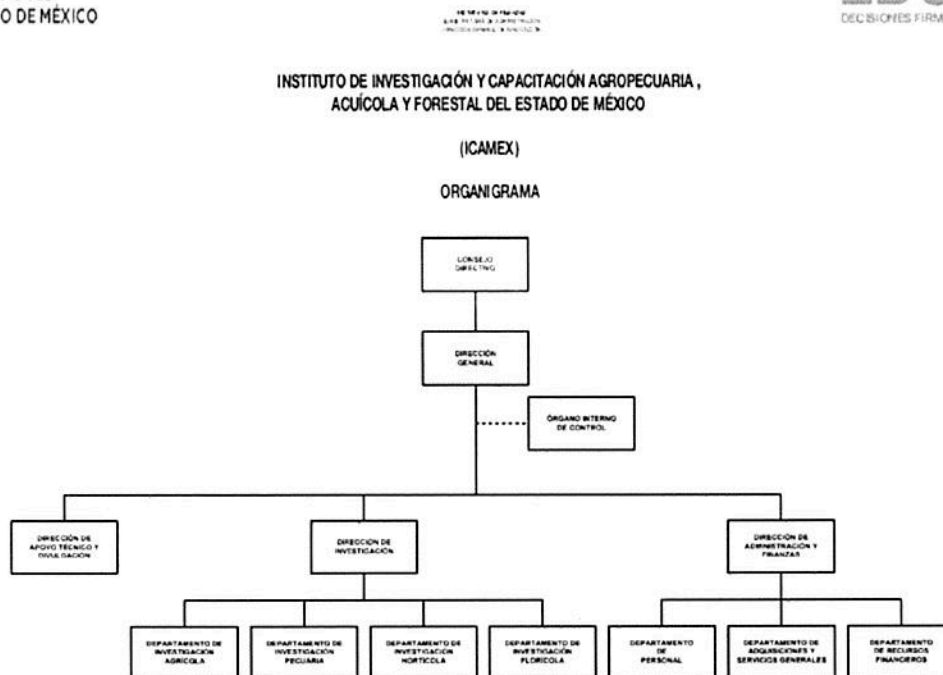 O DE MÉXICO
DECISIONES FIRM
INSTITUTO DE INVESTIGACIÓN Y CAPACITACIÓN AGROPECUARIA ,
ACUÍCOLA Y FORESTAL DEL ESTADO DE MÉXICO
(ICAMEX)
ORGANIGRAMA
CONSEJO
DIRECTIVO
DIRECCIÓN
GENERAL
ÓRGANO INTERNO
DE CONTROL
DIRECCIÓN DE
APOYO TÉCNICO Y
DIVULGACIÓN
DIRECCIÓN DE
INVESTIGACIÓN
DIRECCIÓN DE
ADMINISTRACIÓN Y
FINANZAS
DEPARTAMENTO DE
INVESTIGACIÓN
AGRÍCOLA
DEPARTAMENTO DE
INVESTIGACIÓN
PECUARIA
DEPARTAMENTO DE
INVESTIGACIÓN
HORTÍCOLA
DEPARTAMENTO DE
INVESTIGACIÓN
FLORÍCOLA
DEPARTAMENTO
DE
PERSONAL
DEPARTAMENTO DE
ADQUISICIONES Y
SERVICIOS GENERALES
DEPARTAMENTO
DE RECURSOS
FINANCIEROS